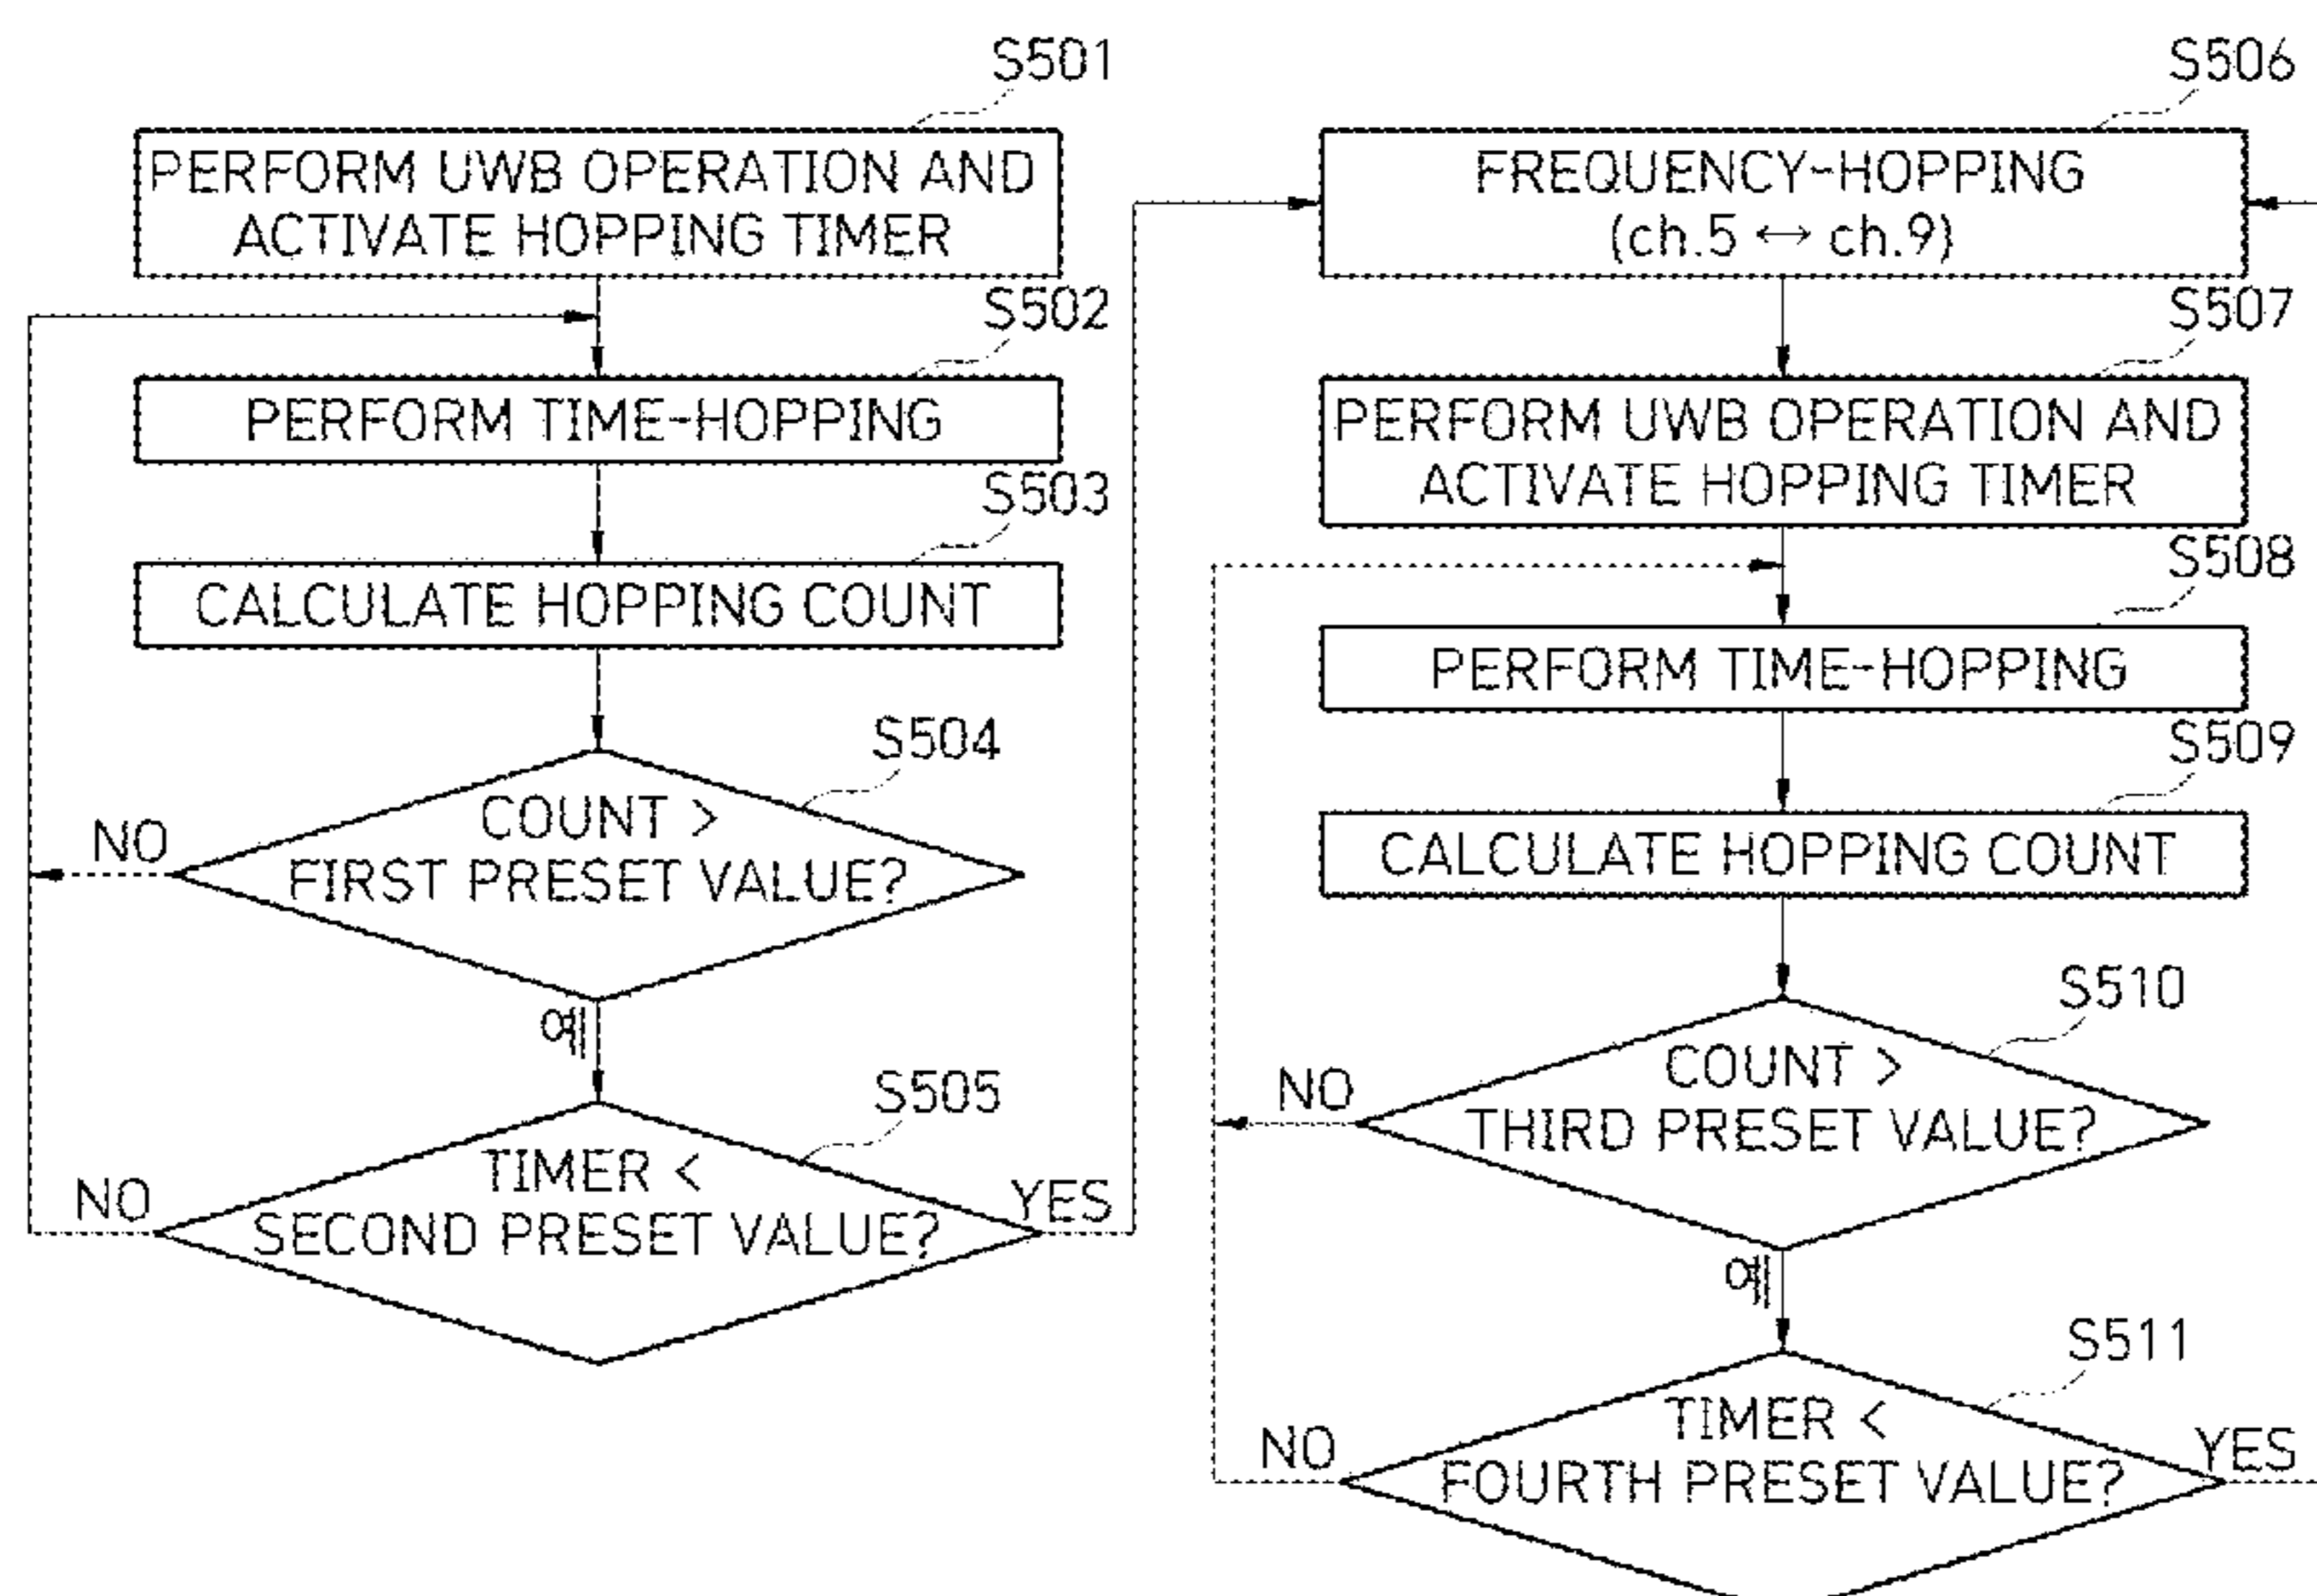 S501
PERFORM UWB OPERATION AND
ACTIVATE HOPPING TIMER
S502
PERFORM TIME-HOPPING
S503
CALCULATE HOPPING COUNT
S504
COUNT >
FIRST PRESET VALUE?
NO
예
S505
TIMER <
SECOND PRESET VALUE?
NO
YES
S506
FREQUENCY-HOPPING
(ch.5 ↔ ch.9)
S507
PERFORM UWB OPERATION AND
ACTIVATE HOPPING TIMER
S508
PERFORM TIME-HOPPING
S509
CALCULATE HOPPING COUNT
S510
COUNT >
THIRD PRESET VALUE?
NO
예
S511
TIMER <
FOURTH PRESET VALUE?
NO
YES